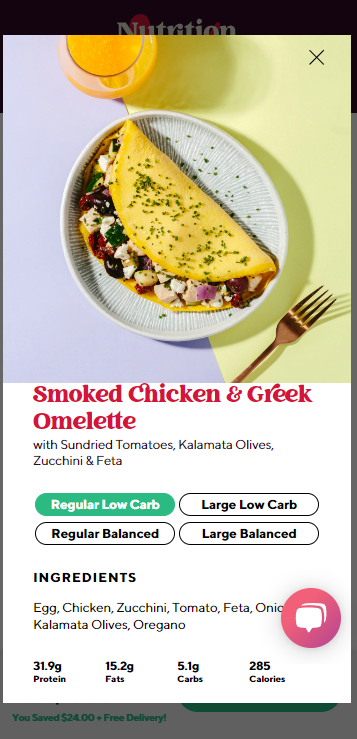 Nutrition
Smoked Chicken & Greek
Omelette
with Sundried Tomatoes, Kalamata Olives,
Zucchini & Feta
Regular Low Carb
Large Low Carb
Regular Balanced
Large Balanced
INGREDIENTS
Egg, Chicken, Zucchini, Tomato, Feta,
Kalamata Olives, Oregano
31.9g
15.2g
5.1g
285
Protein
Fats
Carbs
Calories
You Saved $24.00 + Free Delivery!